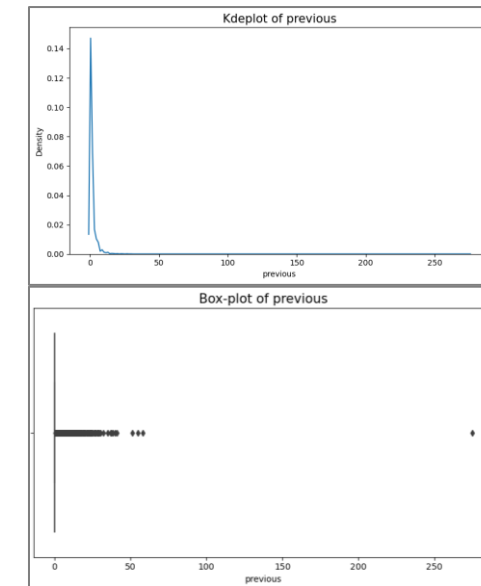 Kdeplot of previous
0.14
0.12
0.10
0.08
0.06
0.04
0.02
0.00
Density
0 50 100 150 200 250
previous
Box-plot of previous
0 50 100 150 200 250
previous